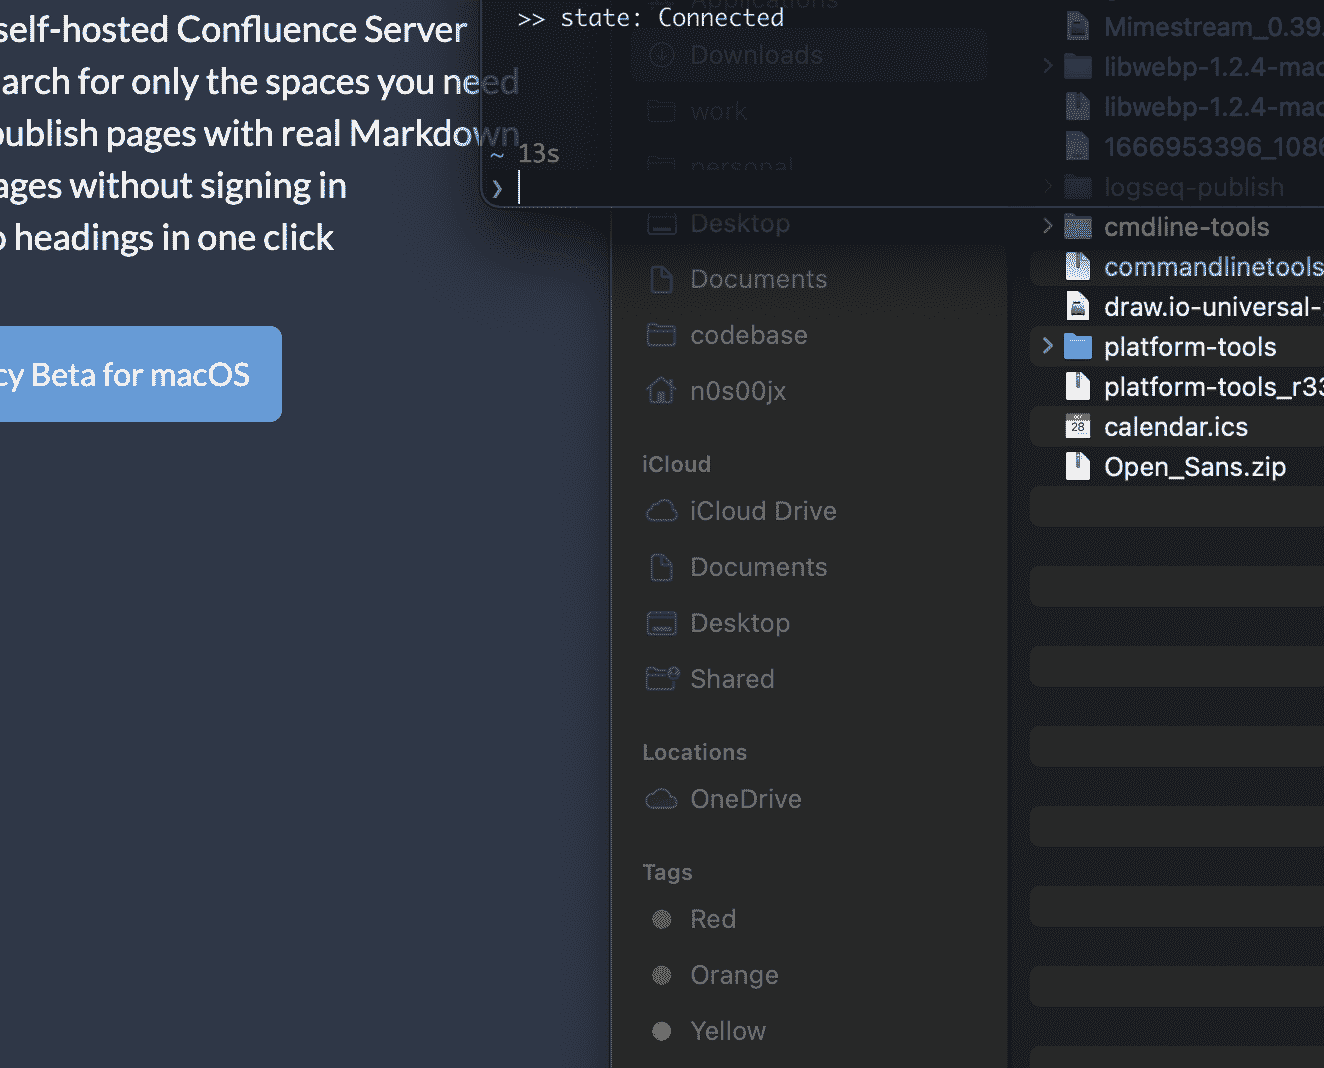 self-hosted Confluence Server
arch for only the spaces you need
publish pages with real Markdown
ages without signing in
headings in one click
cy Beta for macOS
>> state: Connected
~ 13s
❯
Applications
Downloads
work
personal
Desktop
Documents
codebase
n0s00jx
iCloud
iCloud Drive
Documents
Desktop
Shared
Locations
OneDrive
Tags
Red
Orange
Yellow
Mimestream_0.39.
libwebp-1.2.4-mac
libwebp-1.2.4-mac
1666953396_1086
logseq-publish
cmdline-tools
commandlinetools
draw.io-universal-
platform-tools
platform-tools_r33
calendar.ics
28
Open_Sans.zip